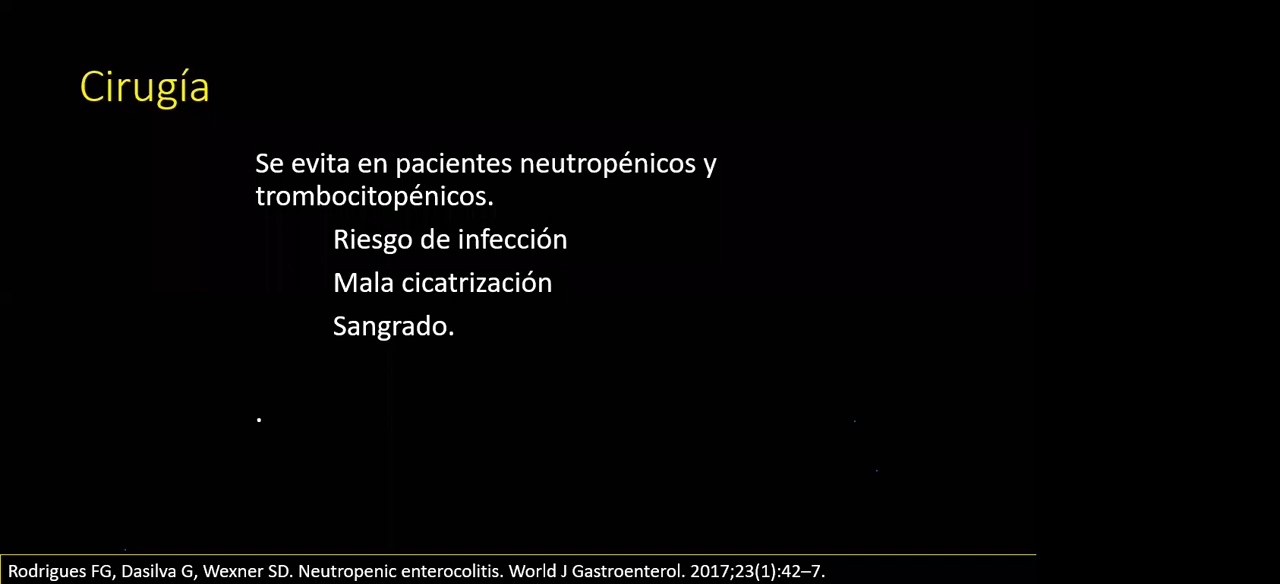 Cirugía
Se evita en pacientes neutropénicos y
trombocitopénicos.
Riesgo de infección
Mala cicatrización
Sangrado.
.
Rodrigues FG, Dasilva G, Wexner SD. Neutropenic enterocolitis. World J Gastroenterol. 2017;23(1):42–7.